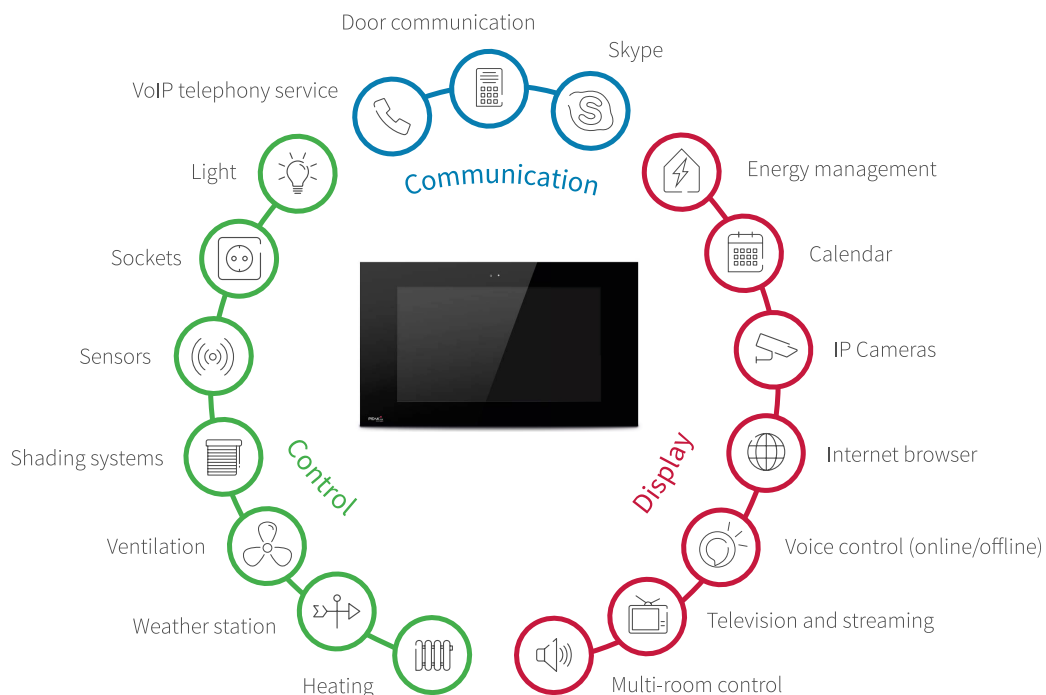 Door communication
Skype
VoIP telephony service
Communication
Light
Energy management
Sockets
Calendar
Sensors
IP Cameras
Control
Display
Shading systems
Internet browser
Ventilation
Voice control (online/offline)
Weather station
Television and streaming
Heating
Multi-room control